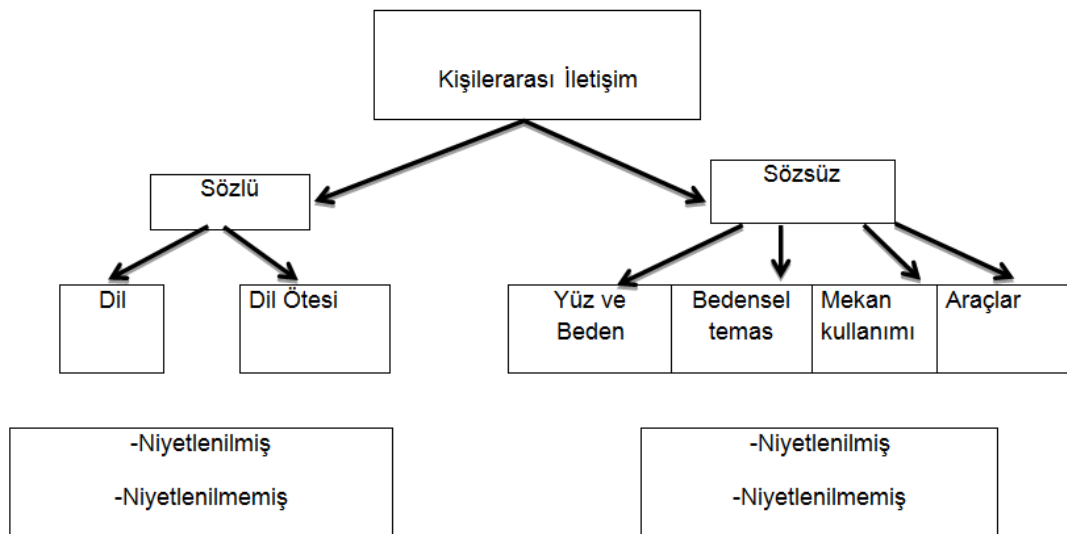 Kişilerarası İletişim
Sözlü
Sözsüz
Dil
Dil Ötesi
Yüz ve
Beden
Bedensel
temas
Mekan
kullanımı
Araçlar
-Niyetlenilmiş
-Niyetlenilmemiş
-Niyetlenilmiş
-Niyetlenilmemiş